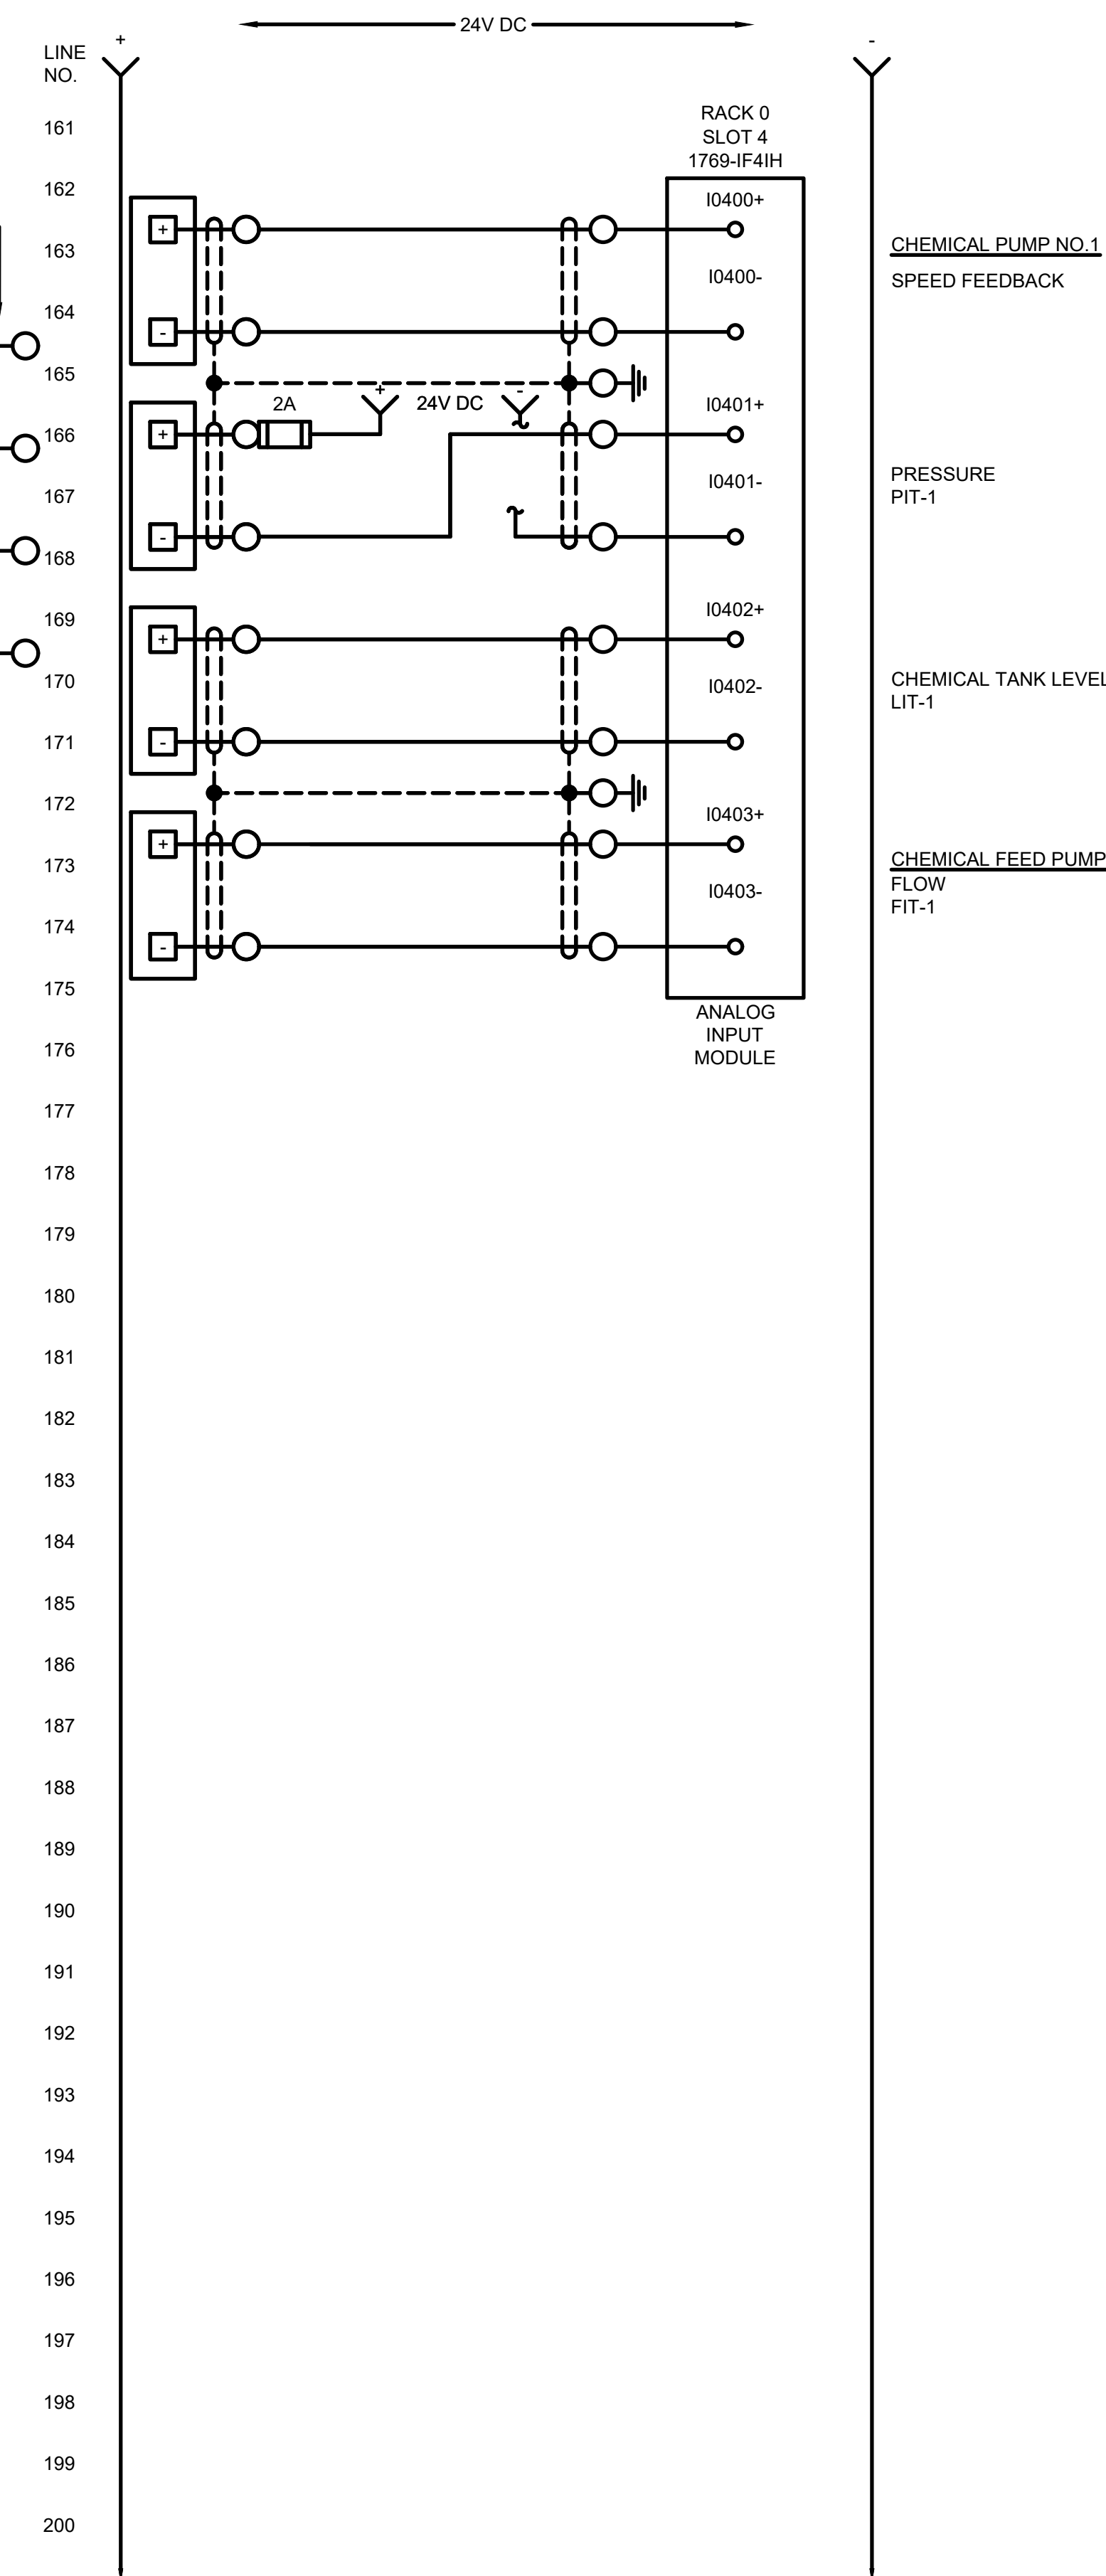 24V DC
+
-
LINE
NO.
RACK 0
161
SLOT 4
1769-IF4IH
162
I0400+
+
CHEMICAL PUMP NO.1
163
I0400-
SPEED FEEDBACK
164
-
165
+
-
2A
24V DC
I0401+
166
+
PRESSURE
I0401-
167
PIT-1
-
168
I0402+
169
+
170
I0402-
CHEMICAL TANK LEVEL
LIT-1
171
-
172
I0403+
+
CHEMICAL FEED PUMP
173
FLOW
I0403-
FIT-1
174
-
175
ANALOG
INPUT
MODULE
176
177
178
179
180
181
182
183
184
185
186
187
188
189
190
191
192
193
194
195
196
197
198
199
200